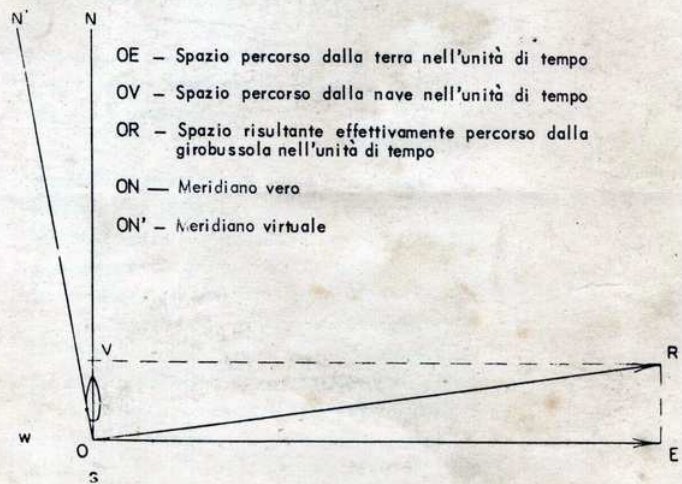 N' N
OE – Spazio percorso dalla terra nell'unità di tempo
OV – Spazio percorso dalla nave nell'unità di tempo
OR – Spazio risultante effettivamente percorso dalla
girobussola nell'unità di tempo
ON — Meridiano vero
ON' – Meridiano virtuale
V
R
W
O
E
S